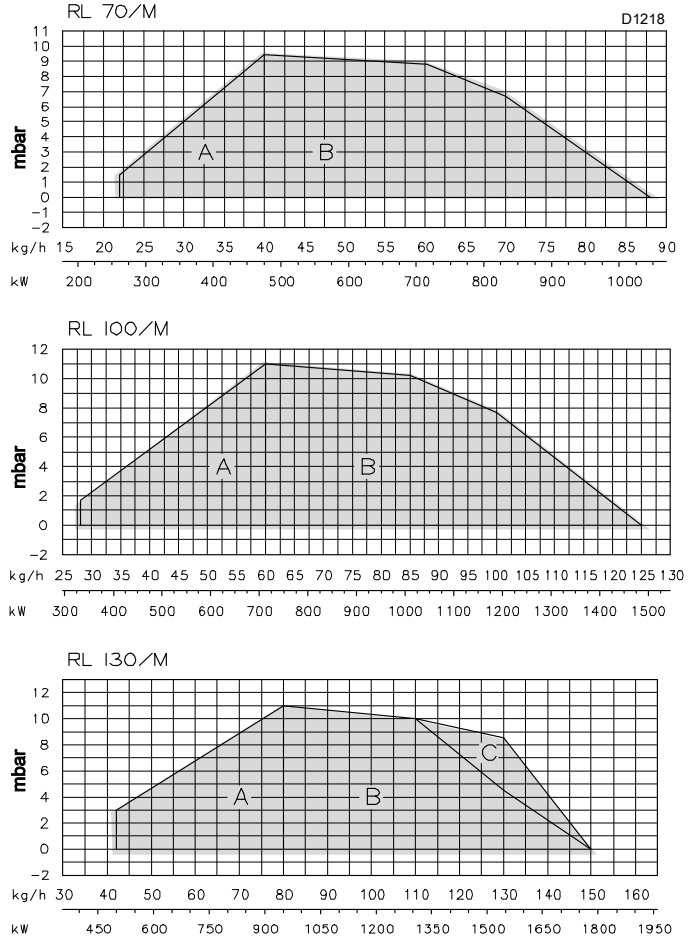 RL 70/M
D1218
11
10
9
8
7
6
5
4
3
2
1
0
-1
-2
mbar
A B
kg/h 15 20 25 30 35 40 45 50 55 60 65 70 75 80 85 90
kW 200 300 400 500 600 700 800 900 1000
RL 100/M
12
10
8
6
4
2
0
-2
mbar
A B
kg/h 25 30 35 40 45 50 55 60 65 70 75 80 85 90 95 100 105 110 115 120 125 130
kW 300 400 500 600 700 800 900 1000 1100 1200 1300 1400 1500
RL 130/M
12
10
8
6
4
2
0
-2
mbar
C
A B
kg/h 30 40 50 60 70 80 90 100 110 120 130 140 150 160
kW 450 600 750 900 1050 1200 1350 1500 1650 1800 1950